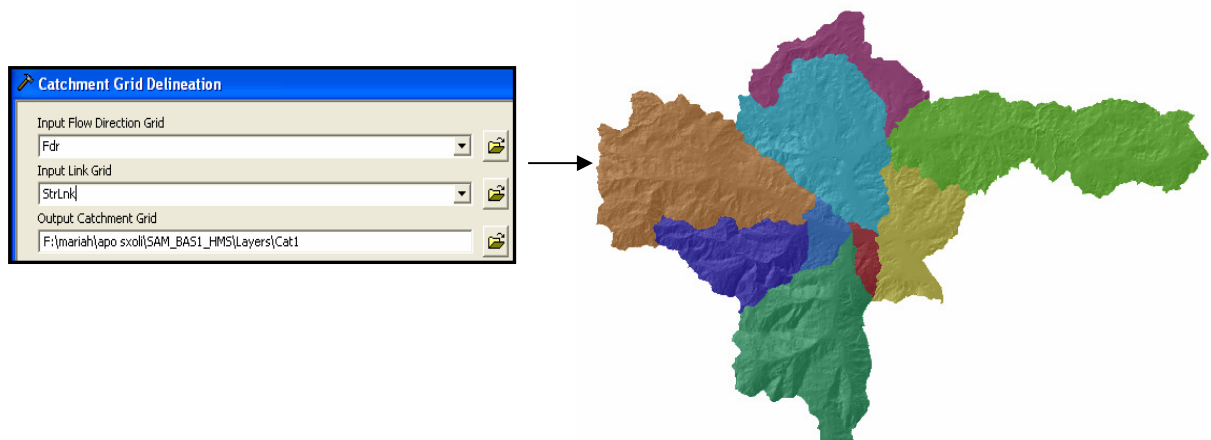 Catchment Grid Delineation
Input Flow Direction Grid
Fdr
Input Link Grid
StrLnk
Output Catchment Grid
F:\mariah\apo sxoli\SAM_BAS1_HMS\Layers\Cat1